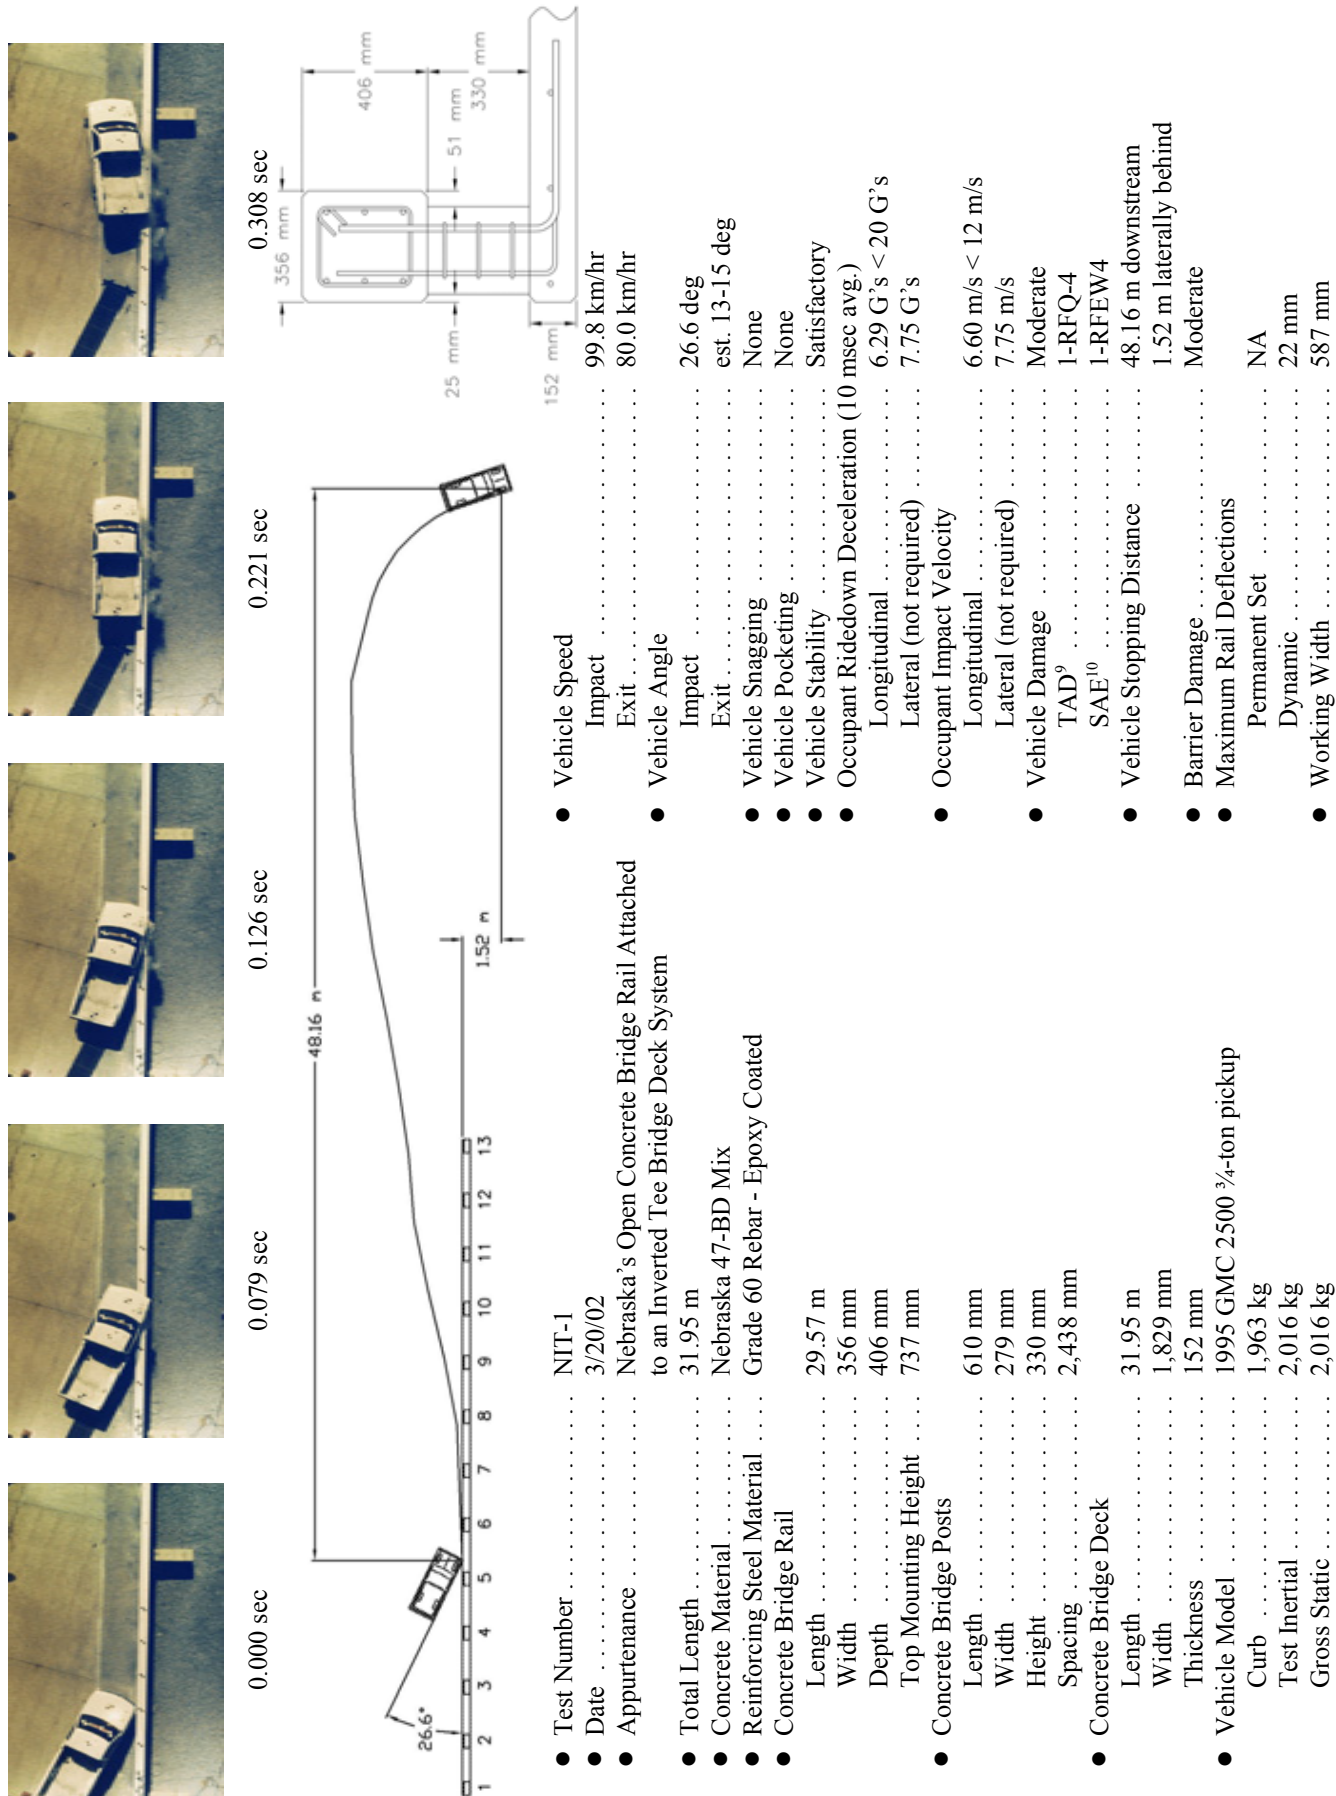 0.000 sec
0.079 sec
0.126 sec
0.221 sec
0.308 sec
48.16 m
26.6°
1.52 m
1 2 3 4 5 6 7 8 9 10 11 12 13
356 mm
406 mm
51 mm
330 mm
25 mm
152 mm
● Test Number . . . . . . . . . . . . . . . . . . . NIT-1
● Date . . . . . . . . . . . . . . . . . . . . . . . . . 3/20/02
● Appurtenance . . . . . . . . . . . . . . . . . . Nebraska's Open Concrete Bridge Rail Attached
to an Inverted Tee Bridge Deck System
● Total Length . . . . . . . . . . . . . . . . . . . 31.95 m
● Concrete Material . . . . . . . . . . . . . . . Nebraska 47-BD Mix
● Reinforcing Steel Material . . . . . . . . Grade 60 Rebar - Epoxy Coated
● Concrete Bridge Rail
Length . . . . . . . . . . . . . . . . . . . 29.57 m
Width . . . . . . . . . . . . . . . . . . . 356 mm
Depth . . . . . . . . . . . . . . . . . . . 406 mm
Top Mounting Height . . . . . . 737 mm
● Concrete Bridge Posts
Length . . . . . . . . . . . . . . . . . . . 610 mm
Width . . . . . . . . . . . . . . . . . . . 279 mm
Height . . . . . . . . . . . . . . . . . . . 330 mm
Spacing . . . . . . . . . . . . . . . . . . 2,438 mm
● Concrete Bridge Deck
Length . . . . . . . . . . . . . . . . . . . 31.95 m
Width . . . . . . . . . . . . . . . . . . . 1,829 mm
Thickness . . . . . . . . . . . . . . . . 152 mm
● Vehicle Model . . . . . . . . . . . . . . . . . 1995 GMC 2500 ¾-ton pickup
Curb . . . . . . . . . . . . . . . . . . . . 1,963 kg
Test Inertial . . . . . . . . . . . . . . . 2,016 kg
Gross Static . . . . . . . . . . . . . . . 2,016 kg
● Vehicle Speed
Impact . . . . . . . . . . . . . . . . . . . 99.8 km/hr
Exit . . . . . . . . . . . . . . . . . . . . . 80.0 km/hr
● Vehicle Angle
Impact . . . . . . . . . . . . . . . . . . . 26.6 deg
Exit . . . . . . . . . . . . . . . . . . . . . est. 13-15 deg
● Vehicle Snagging . . . . . . . . . . . . . . . None
● Vehicle Pocketing . . . . . . . . . . . . . . None
● Vehicle Stability . . . . . . . . . . . . . . . . Satisfactory
● Occupant Ridedown Deceleration (10 msec avg.)
Longitudinal . . . . . . . . . . . . . . 6.29 G's < 20 G's
Lateral (not required) . . . . . . . 7.75 G's
● Occupant Impact Velocity
Longitudinal . . . . . . . . . . . . . . 6.60 m/s < 12 m/s
Lateral (not required) . . . . . . . 7.75 m/s
● Vehicle Damage . . . . . . . . . . . . . . . . Moderate
TAD⁹ . . . . . . . . . . . . . . . . . . . 1-RFQ-4
SAE¹⁰ . . . . . . . . . . . . . . . . . . 1-RFEW4
● Vehicle Stopping Distance . . . . . . . . 48.16 m downstream
1.52 m laterally behind
● Barrier Damage . . . . . . . . . . . . . . . . Moderate
● Maximum Rail Deflections
Permanent Set . . . . . . . . . . . . . NA
Dynamic . . . . . . . . . . . . . . . . . 22 mm
● Working Width . . . . . . . . . . . . . . . . . 587 mm